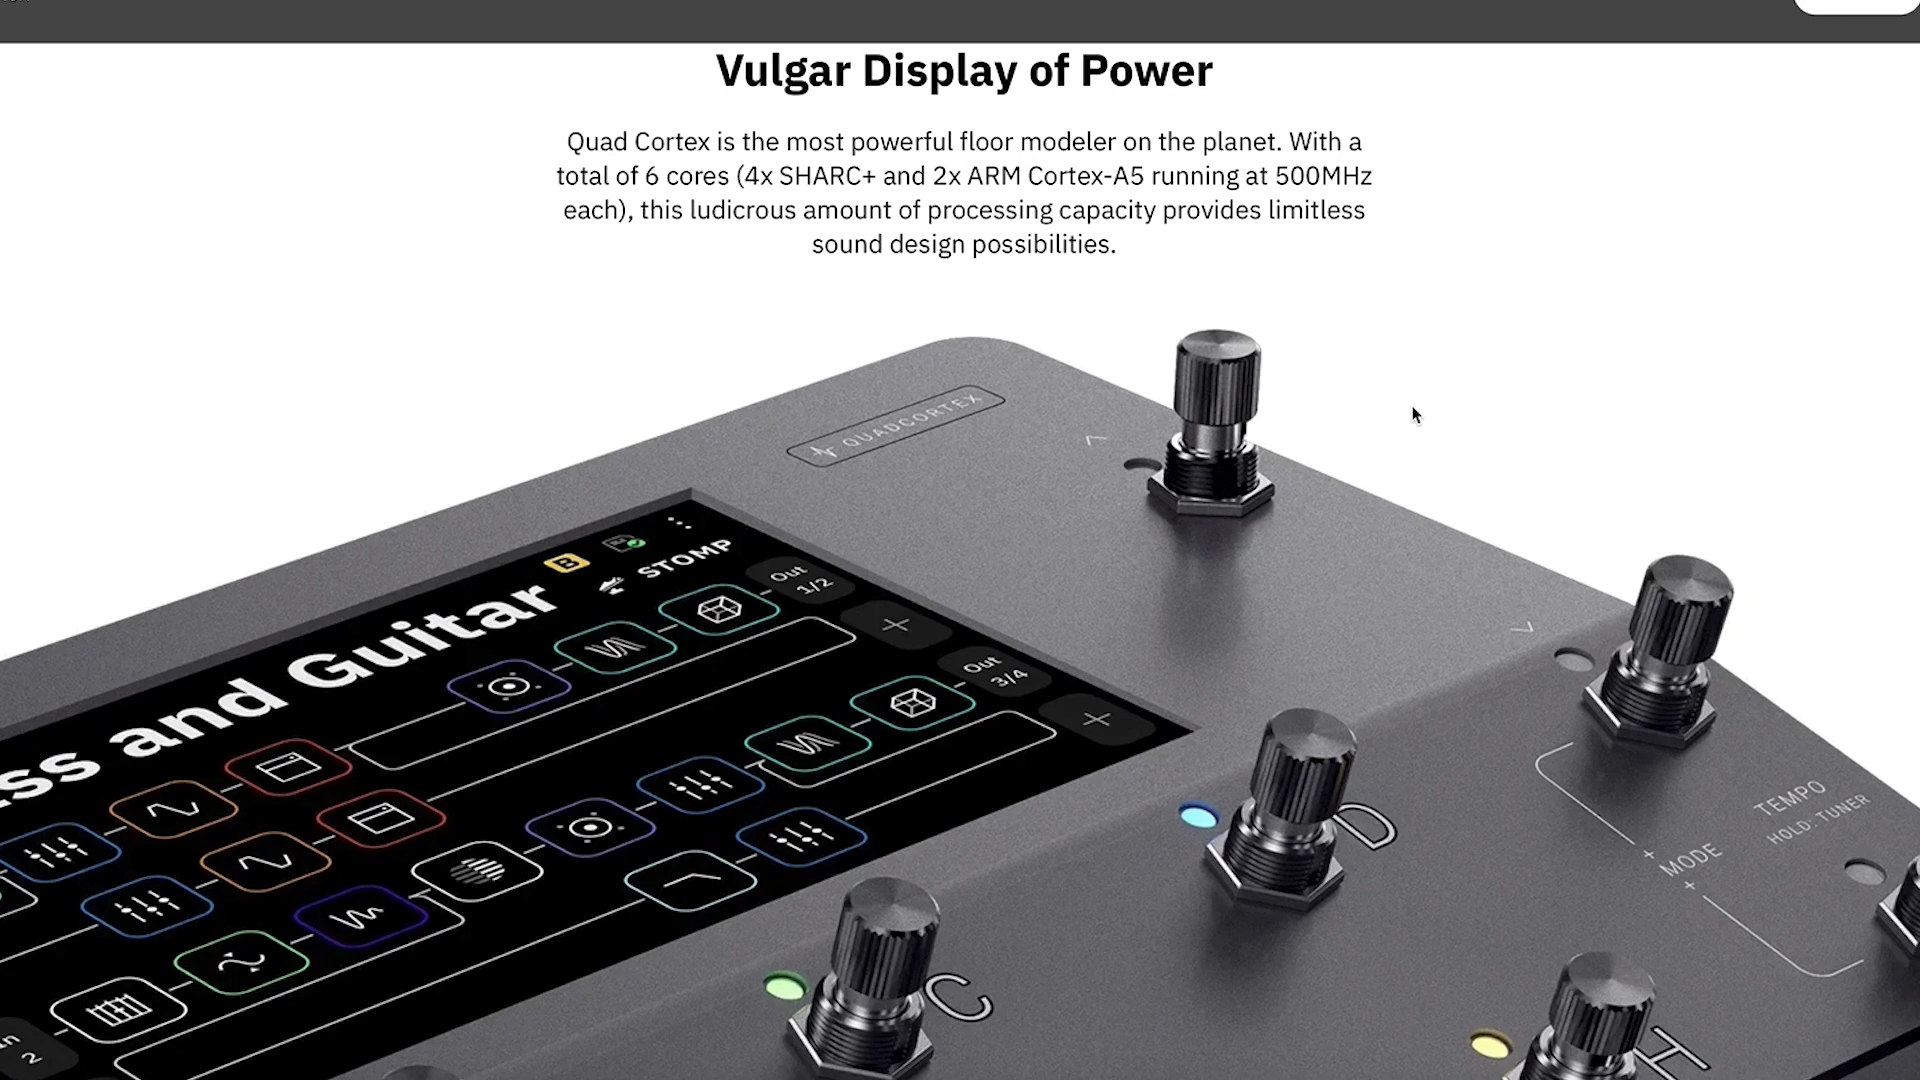 Vulgar Display of Power
Quad Cortex is the most powerful floor modeler on the planet. With a
total of 6 cores (4x SHARC+ and 2x ARM Cortex-A5 running at 500MHz
each), this ludicrous amount of processing capacity provides limitless
sound design possibilities.
QUADCORTEX
B
STOMP
and Guitar
Out
1/2
Out
3/4
2
TEMPO
HOLD: TUNER
MODE
D
C
H